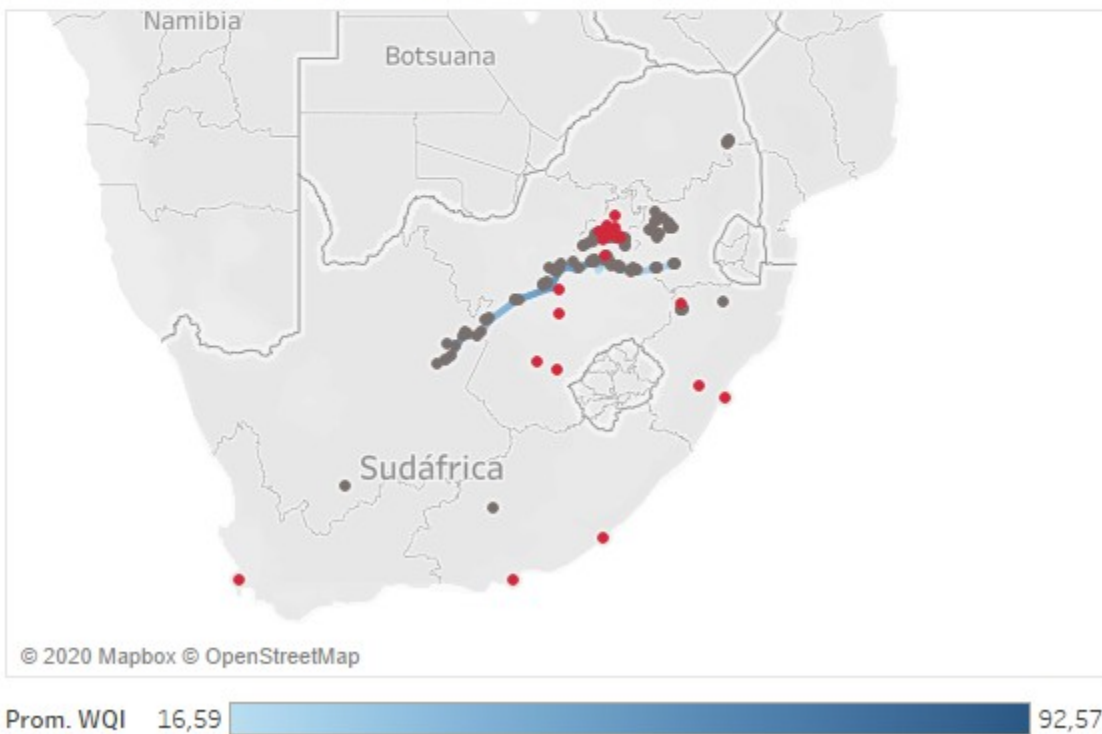 Namibia
Botsuana
Sudáfrica
© 2020 Mapbox © OpenStreetMap
Prom. WQI 16,59 92,57